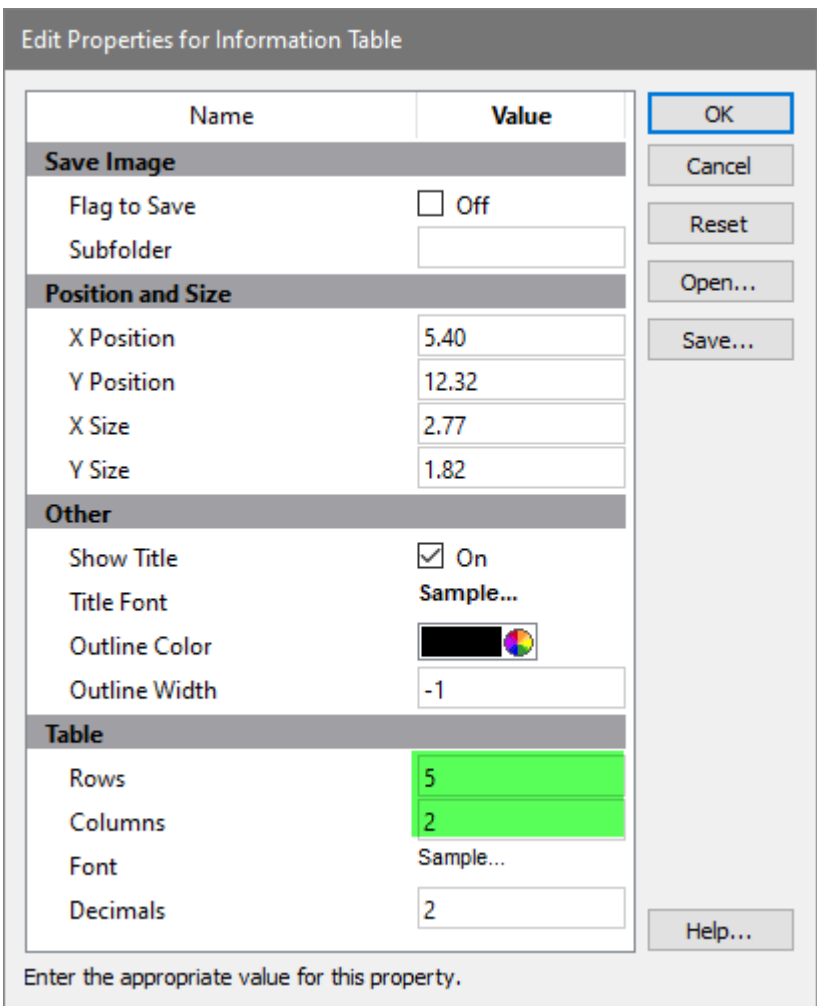 Edit Properties for Information Table
Name Value
OK
Save Image
Cancel
Flag to Save Off
Reset
Subfolder
Open...
Position and Size
X Position 5.40
Save...
Y Position 12.32
X Size 2.77
Y Size 1.82
Other
Show Title On
Title Font Sample...
Outline Color
Outline Width -1
Table
Rows 5
Columns 2
Font Sample...
Decimals 2
Help...
Enter the appropriate value for this property.